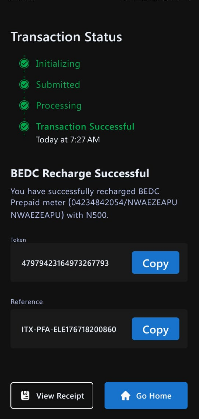 Transaction Status
Initializing
Submitted
Processing
Transaction Successful
Today at 7:27 AM
BEDC Recharge Successful
You have successfully recharged BEDC
Prepaid meter (04234842054/NWAEZEAPU
NWAEZEAPU) with N500.
Token
47979423164973267793
Copy
Reference
ITX-PFA-ELE176718200860
Copy
View Receipt
Go Home